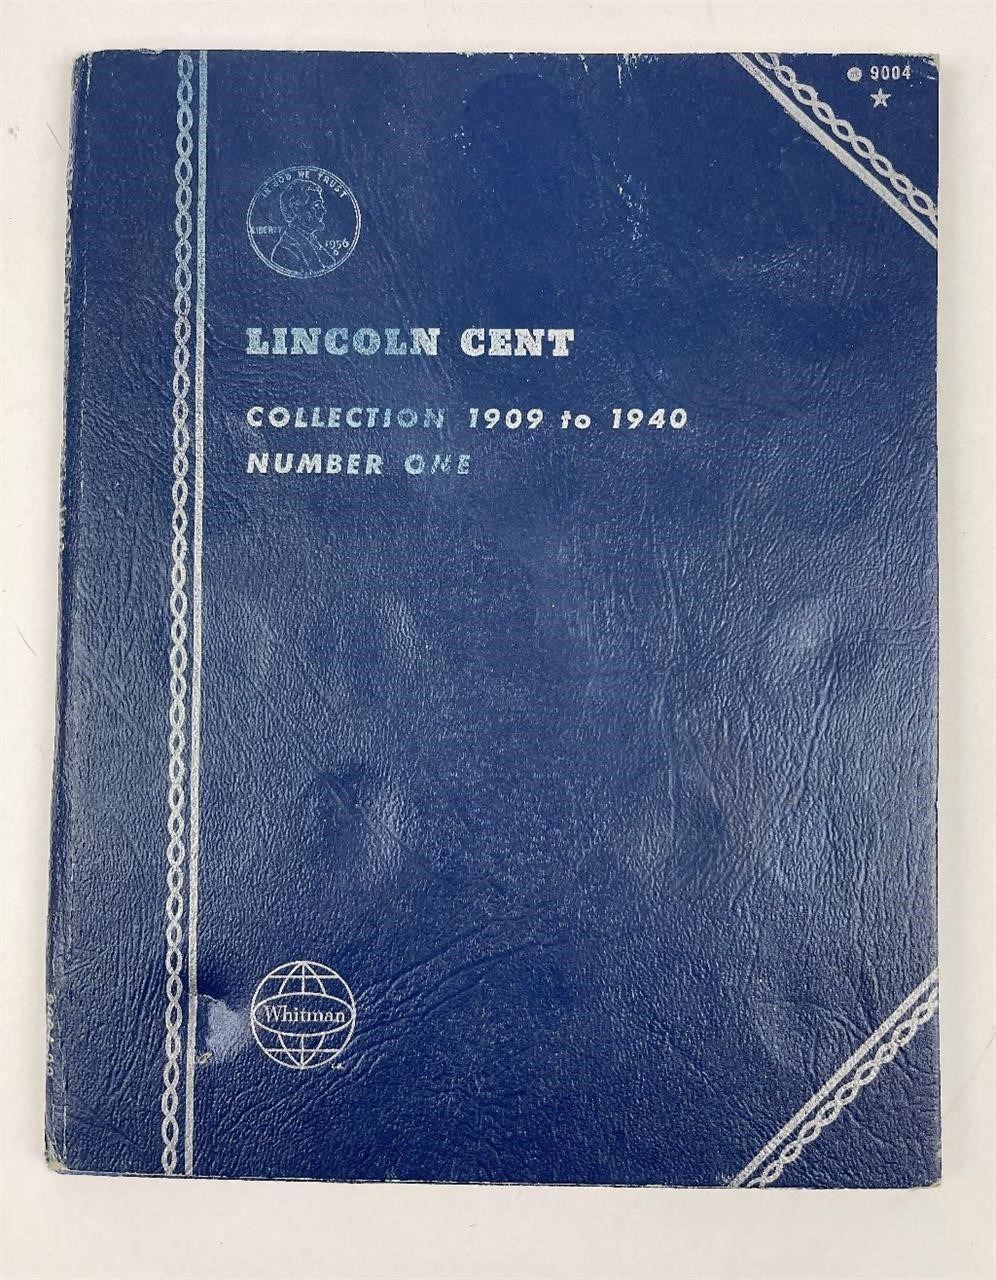 9004
IN GOD WE TRUST
LIBERTY
1956
D
LINCOLN CENT
COLLECTION 1909 to 1940
NUMBER ONE
Whitman